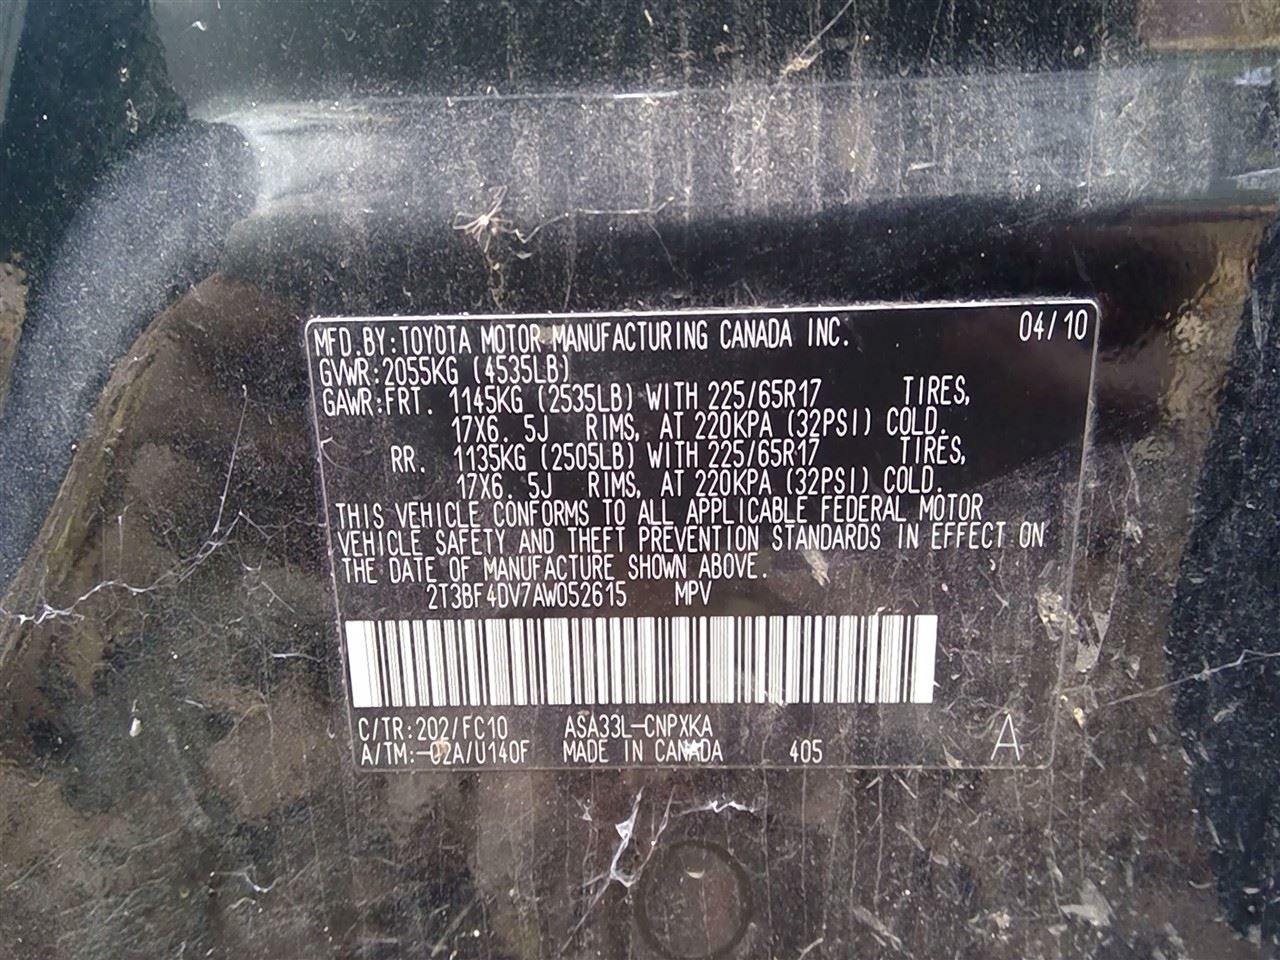 MFD.BY:TOYOTA MOTOR MANUFACTURING CANADA INC. 04/10
GVWR:2055KG (4535LB)
GAWR:FRT. 1145KG (2535LB) WITH 225/65R17 TIRES,
17X6. 5J RIMS, AT 220KPA (32PSI) COLD.
RR. 1135KG (2505LB) WITH 225/65R17 TIRES,
17X6. 5J RIMS, AT 220KPA (32PSI) COLD.
THIS VEHICLE CONFORMS TO ALL APPLICABLE FEDERAL MOTOR
VEHICLE SAFETY AND THEFT PREVENTION STANDARDS IN EFFECT ON
THE DATE OF MANUFACTURE SHOWN ABOVE.
2T3BF4DV7AW052615 MPV
C/TR:202/FC10 ASA33L-CNPXKA
A/TM:-02A/U140F MADE IN CANADA 405 A